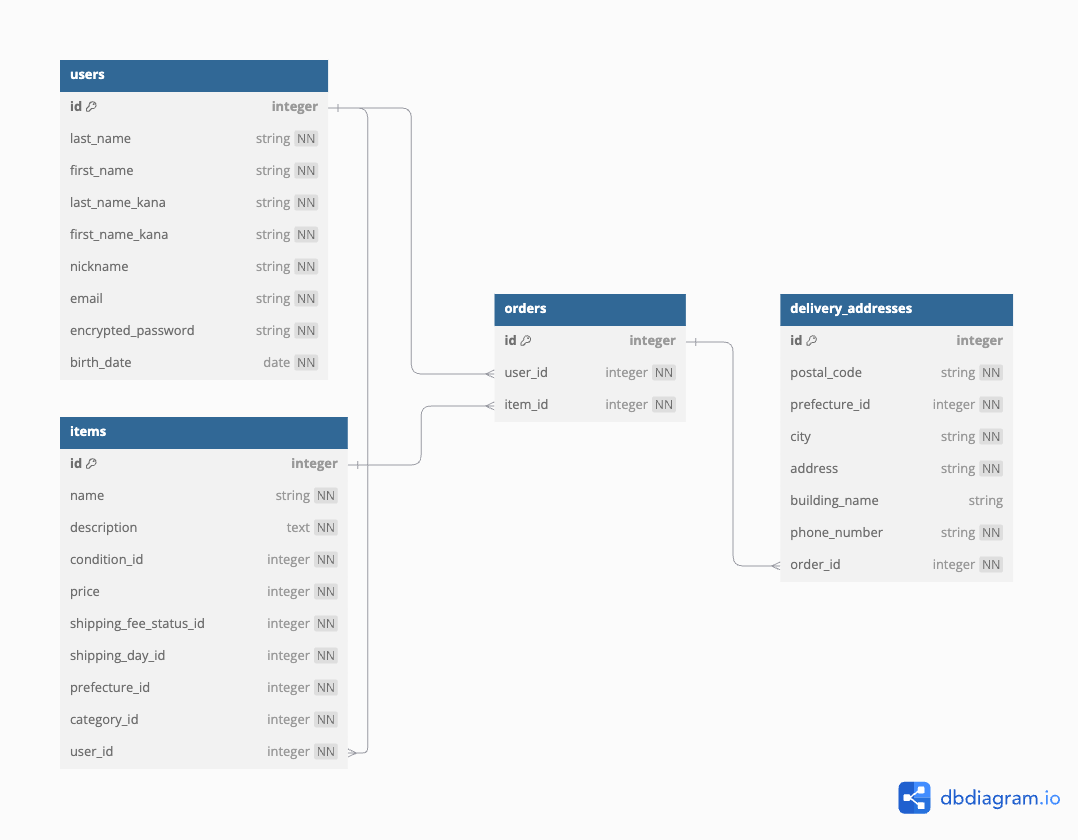 users
id integer
last_name string NN
first_name string NN
last_name_kana string NN
first_name_kana string NN
nickname string NN
email string NN
encrypted_password string NN
birth_date date NN
items
id integer
name string NN
description text NN
condition_id integer NN
price integer NN
shipping_fee_status_id integer NN
shipping_day_id integer NN
prefecture_id integer NN
category_id integer NN
user_id integer NN
orders
id integer
user_id integer NN
item_id integer NN
delivery_addresses
id integer
postal_code string NN
prefecture_id integer NN
city string NN
address string NN
building_name string
phone_number string NN
order_id integer NN
dbdiagram.io